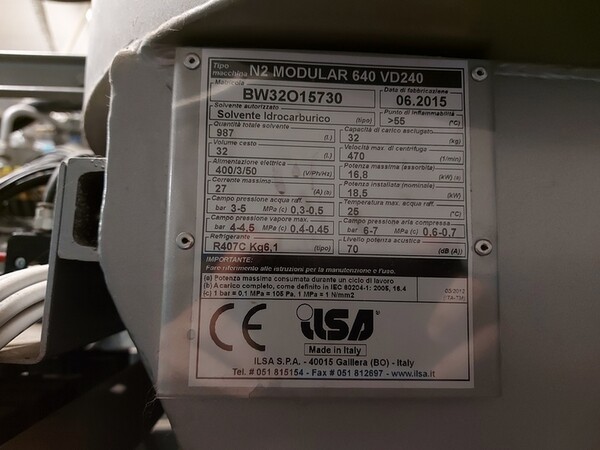 Tipo macchina N2 MODULAR 640 VD240
Matricola Data di fabbricazione
BW32O15730 06.2015
Solvente autorizzato Punto di infiammabilità
Solvente Idrocarburico (tipo) >55 (°C)
Quantità totale solvente Capacità di carico asciugato
987 (L) 32 (kg)
Volume cesto Velocità max. di centrifuga
32 (L) 470 (1/min)
Alimentazione elettrica Potenza massima (assorbita)
400/3/50 (V/Ph/Hz) 16,8 (kW) (a)
Corrente massima Potenza installata (nominale)
27 (A) (b) 18,5 (kW)
Campo pressione acqua raff. Temperatura max. acqua raff.
bar 3-5 MPa (c) 0,3-0,5 25 (°C)
Campo pressione vapore max. Campo pressione aria compressa
bar 4-4.5 MPa (c) 0,4-0,45 bar 6-7 MPa (c) 0,6-0,7
Refrigerante Livello potenza acustica
R407C Kg6,1 (tipo) 70 (dB (A))
IMPORTANTE:
Fare riferimento alle istruzioni per la manutenzione e l'uso.
(a) Potenza massima consumata durante un ciclo di lavoro
(b) A carico completo, come definito in IEC 60204-1: 2005, 16.4
(c) 1 bar = 0,1 MPa = 105 Pa, 1 MPa = 1 N/mm2
CE ILSA®
Made in Italy
ILSA S.P.A. - 40015 Galliera (BO) - Italy
Tel. # 051 815154 - Fax # 051 812697 - www.ilsa.it